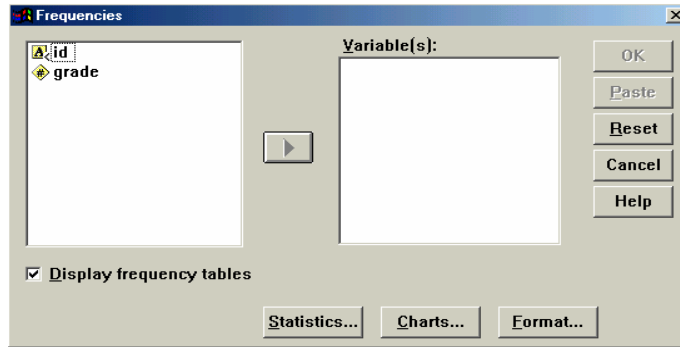 Frequencies
id
grade
Variable(s):
OK
Paste
Reset
Cancel
Help
Display frequency tables
Statistics...
Charts...
Format...